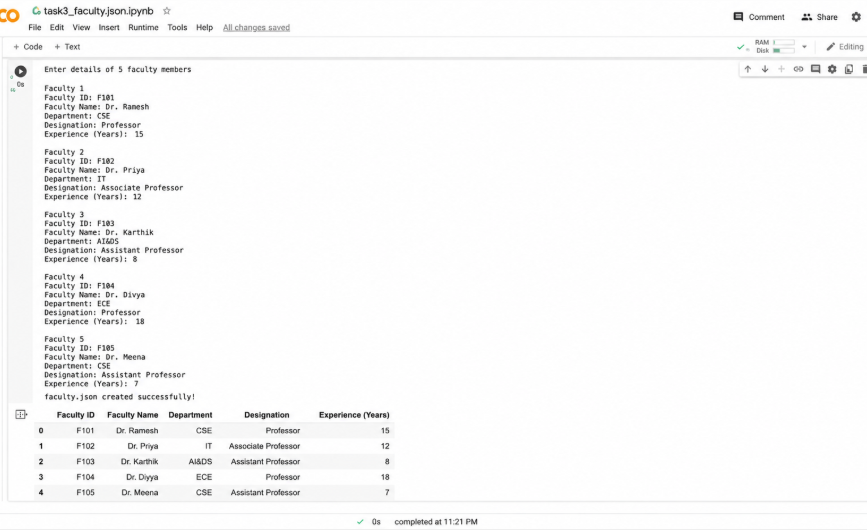 CO
task3_faculty.json.ipynb
Comment
Share
File Edit View Insert Runtime Tools Help All changes saved
+ Code + Text
RAM
Disk
Editing
0s
Enter details of 5 faculty members
Faculty 1
Faculty ID: F101
Faculty Name: Dr. Ramesh
Department: CSE
Designation: Professor
Experience (Years): 15
Faculty 2
Faculty ID: F102
Faculty Name: Dr. Priya
Department: IT
Designation: Associate Professor
Experience (Years): 12
Faculty 3
Faculty ID: F103
Faculty Name: Dr. Karthik
Department: AI&DS
Designation: Assistant Professor
Experience (Years): 8
Faculty 4
Faculty ID: F104
Faculty Name: Dr. Divya
Department: ECE
Designation: Professor
Experience (Years): 18
Faculty 5
Faculty ID: F105
Faculty Name: Dr. Meena
Department: CSE
Designation: Assistant Professor
Experience (Years): 7
faculty.json created successfully!
Faculty ID Faculty Name Department Designation Experience (Years)
0 F101 Dr. Ramesh CSE Professor 15
1 F102 Dr. Priya IT Associate Professor 12
2 F103 Dr. Karthik AI&DS Assistant Professor 8
3 F104 Dr. Diyya ECE Professor 18
4 F105 Dr. Meena CSE Assistant Professor 7
0s completed at 11:21 PM